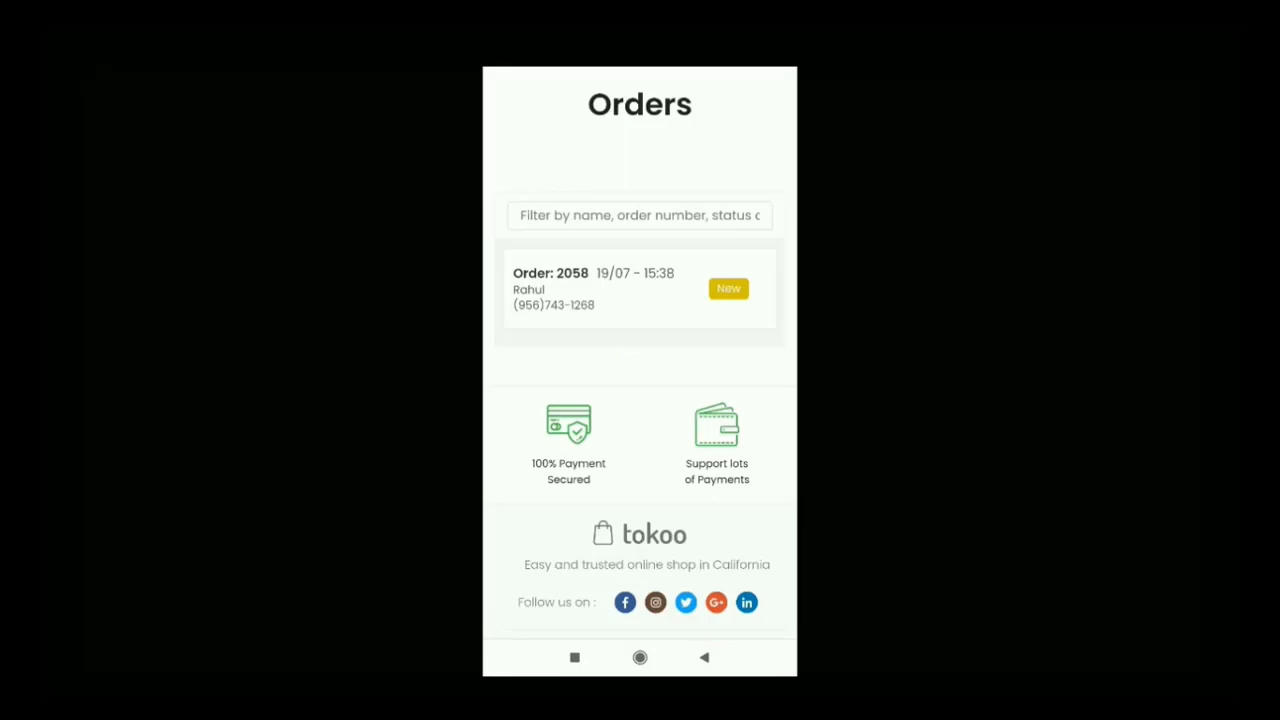 Orders
Filter by name, order number, status c
Order: 2058 19/07 - 15:38
Rahul
(956)743-1268
New
100% Payment
Secured
Support lots
of Payments
tokoo
Easy and trusted online shop in California
Follow us on :